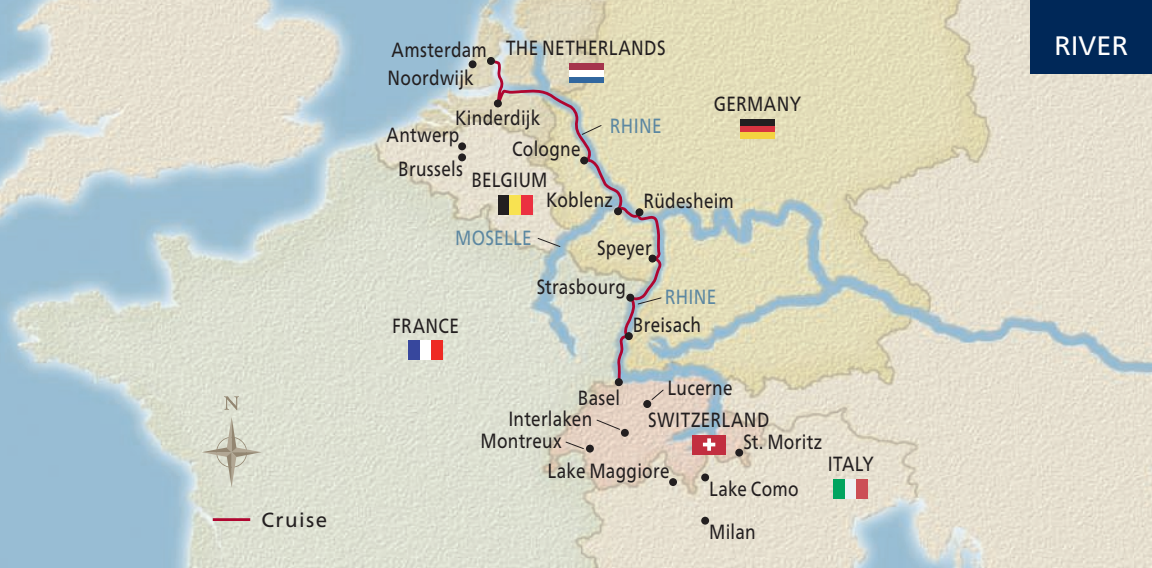 RIVER
Amsterdam
THE NETHERLANDS
Noordwijk
GERMANY
Kinderdijk
RHINE
Antwerp
Cologne
Brussels
BELGIUM
Koblenz
Rüdesheim
MOSELLE
Speyer
Strasbourg
RHINE
FRANCE
Breisach
Basel
Lucerne
N
Interlaken
SWITZERLAND
Montreux
St. Moritz
Lake Maggiore
ITALY
Lake Como
Cruise
Milan